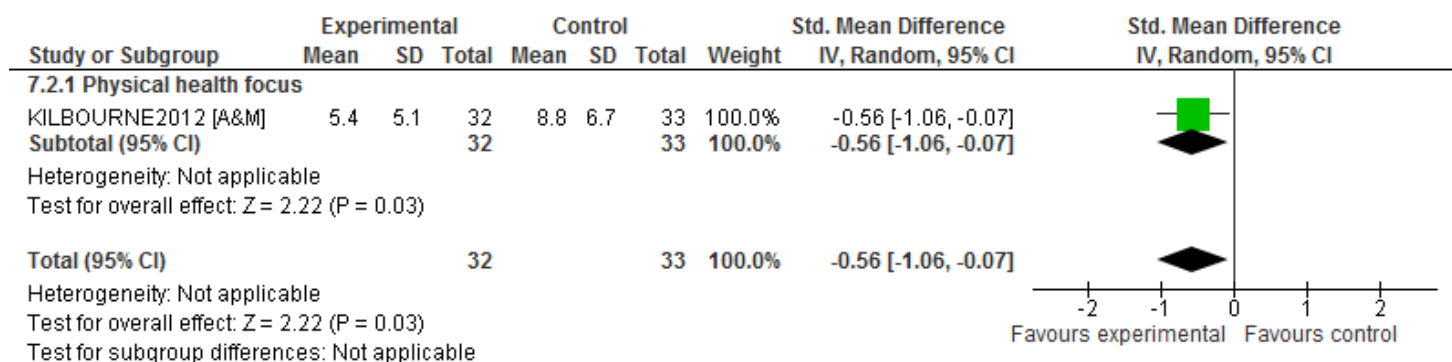 Experimental Control Std. Mean Difference Std. Mean Difference
Study or Subgroup Mean SD Total Mean SD Total Weight IV, Random, 95% CI IV, Random, 95% CI
7.2.1 Physical health focus
KILBOURNE2012 [A&M] 5.4 5.1 32 8.8 6.7 33 100.0% -0.56 [-1.06, -0.07]
Subtotal (95% CI) 32 33 100.0% -0.56 [-1.06, -0.07]
Heterogeneity: Not applicable
Test for overall effect: Z = 2.22 (P = 0.03)
Total (95% CI) 32 33 100.0% -0.56 [-1.06, -0.07]
Heterogeneity: Not applicable
Test for overall effect: Z = 2.22 (P = 0.03)
Test for subgroup differences: Not applicable
-2 -1 0 1 2
Favours experimental Favours control